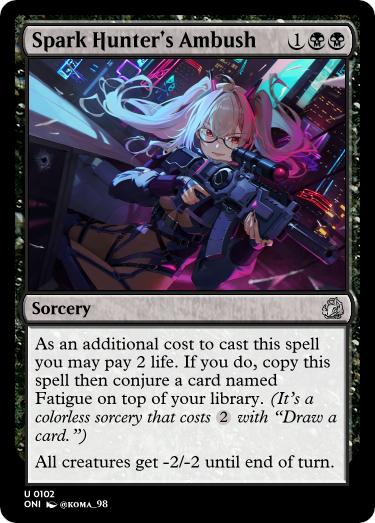 Spark Hunter's Ambush 1
Sorcery
As an additional cost to cast this spell
you may pay 2 life. If you do, copy this
spell then conjure a card named
Fatigue on top of your library. (It's a
colorless sorcery that costs 2 with “Draw a
card.”)
All creatures get -2/-2 until end of turn.
U 0102
ONI @KOMA_98